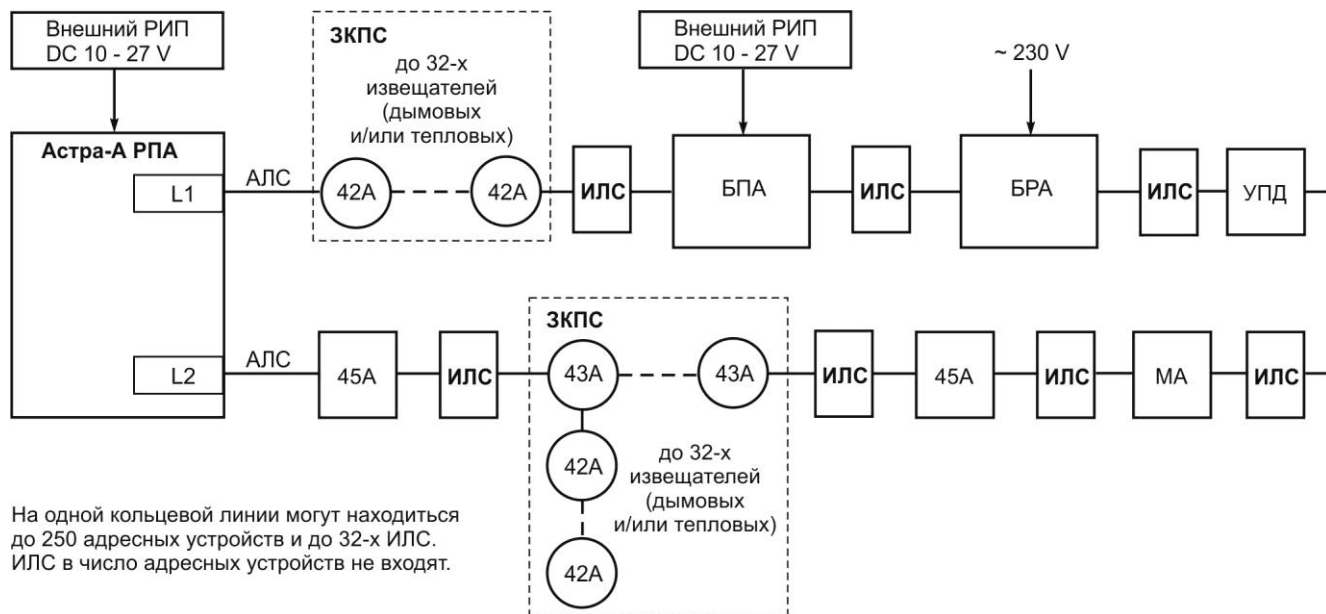 Внешний РИП
DC 10 - 27 V
ЗКПС
до 32-х
извещателей
(дымовых
и/или тепловых)
Внешний РИП
DC 10 - 27 V
~ 230 V
Астра-А РПА
L1
АЛС
42А
42А
ИЛС
БПА
ИЛС
БРА
ИЛС
УПД
ЗКПС
L2
АЛС
45А
ИЛС
43А
43А
ИЛС
45А
ИЛС
МА
ИЛС
42А
42А
до 32-х
извещателей
(дымовых
и/или тепловых)
На одной кольцевой линии могут находиться
до 250 адресных устройств и до 32-х ИЛС.
ИЛС в число адресных устройств не входят.